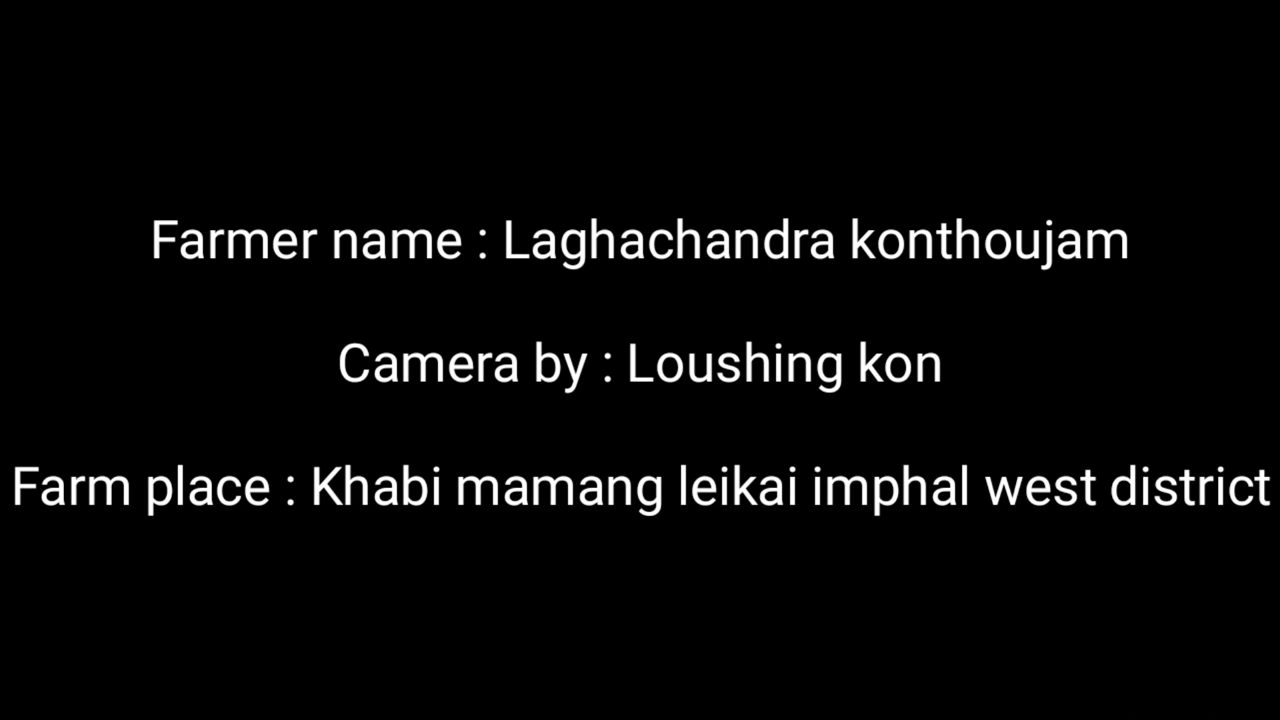 Farmer name : Laghachandra konthoujam
Camera by : Loushing kon
Farm place : Khabi mamang leikai imphal west district